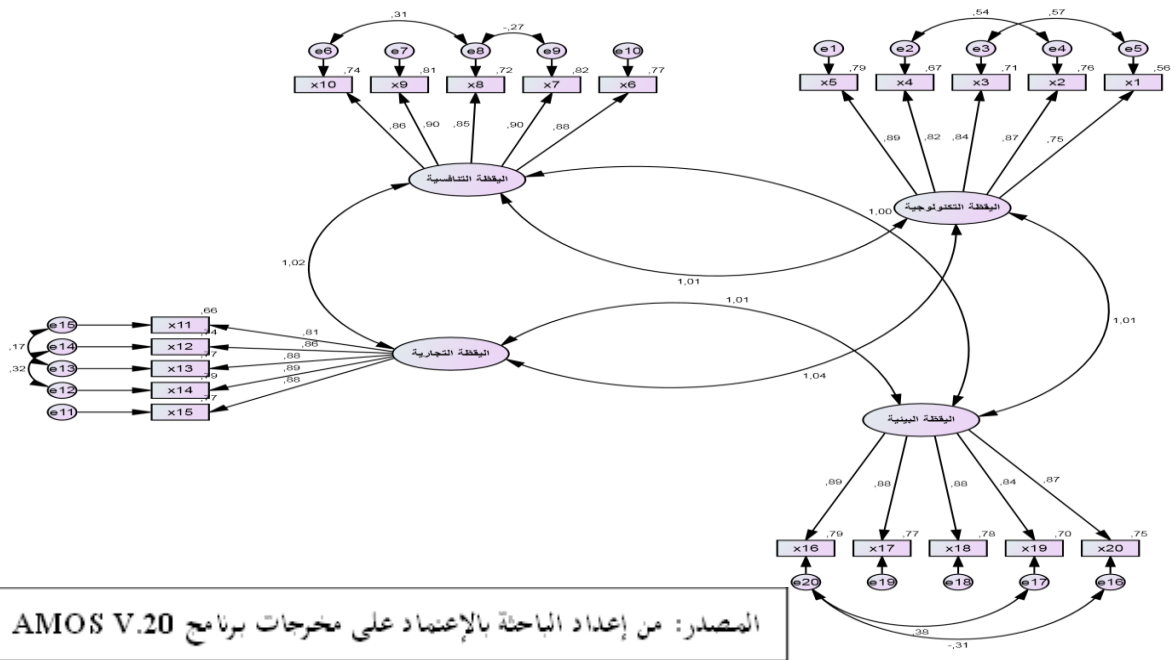 ,31 -,27
e6 e7 e8 e9 e10
,74 ,81 ,72 ,82 ,77
x10 x9 x8 x7 x6
,86 ,90 ,85 ,90 ,88
اليقظة التنافسية
,54 ,57
e1 e2 e3 e4 e5
,79 ,67 ,71 ,76 ,56
x5 x4 x3 x2 x1
,89 ,82 ,84 ,87 ,75
اليقظة التكنولوجية
1,00
1,02
1,01
1,01
1,01
1,04
,66
e15 x11 ,81
,74
,17 e14 x12 ,86
,77
e13 x13 ,88
,32 ,79
e12 x14 ,89
,77
e11 x15 ,88
اليقظة التجارية
اليقظة البيئية
,89 ,88 ,88 ,84 ,87
,79 ,77 ,78 ,70 ,75
x16 x17 x18 x19 x20
e20 e19 e18 e17 e16
,38
-,31
المصدر: من إعداد الباحثة بالإعتماد على مخرجات برنامج AMOS V.20